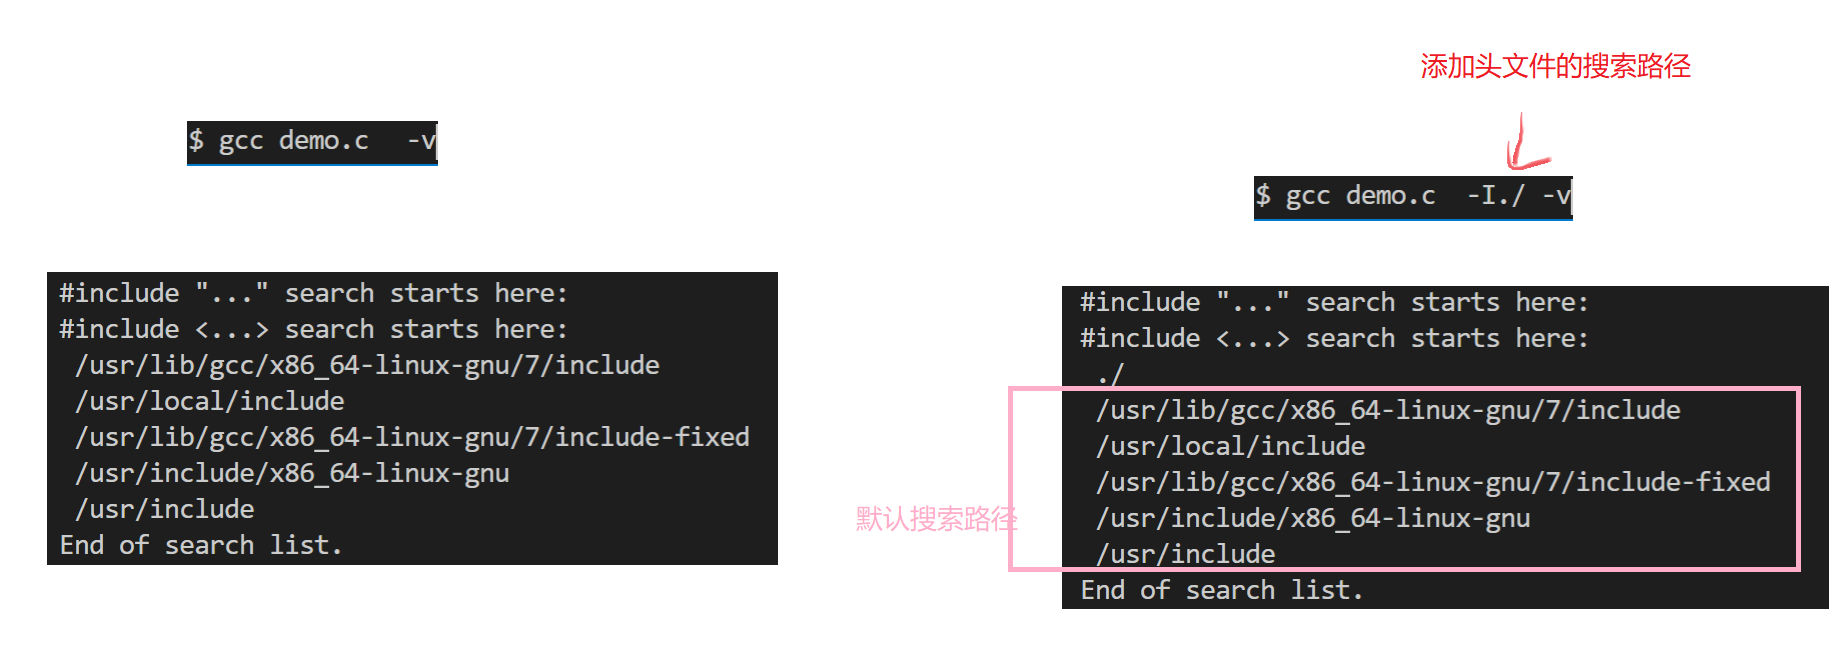 添加头文件的搜索路径
$ gcc demo.c  -v
$ gcc demo.c  -I./ -v
#include "..." search starts here:
#include <...> search starts here:
 /usr/lib/gcc/x86_64-linux-gnu/7/include
 /usr/local/include
 /usr/lib/gcc/x86_64-linux-gnu/7/include-fixed
 /usr/include/x86_64-linux-gnu
 /usr/include
End of search list.
#include "..." search starts here:
#include <...> search starts here:
 ./
 /usr/lib/gcc/x86_64-linux-gnu/7/include
 /usr/local/include
 /usr/lib/gcc/x86_64-linux-gnu/7/include-fixed
 /usr/include/x86_64-linux-gnu
 /usr/include
End of search list.
默认搜索路径